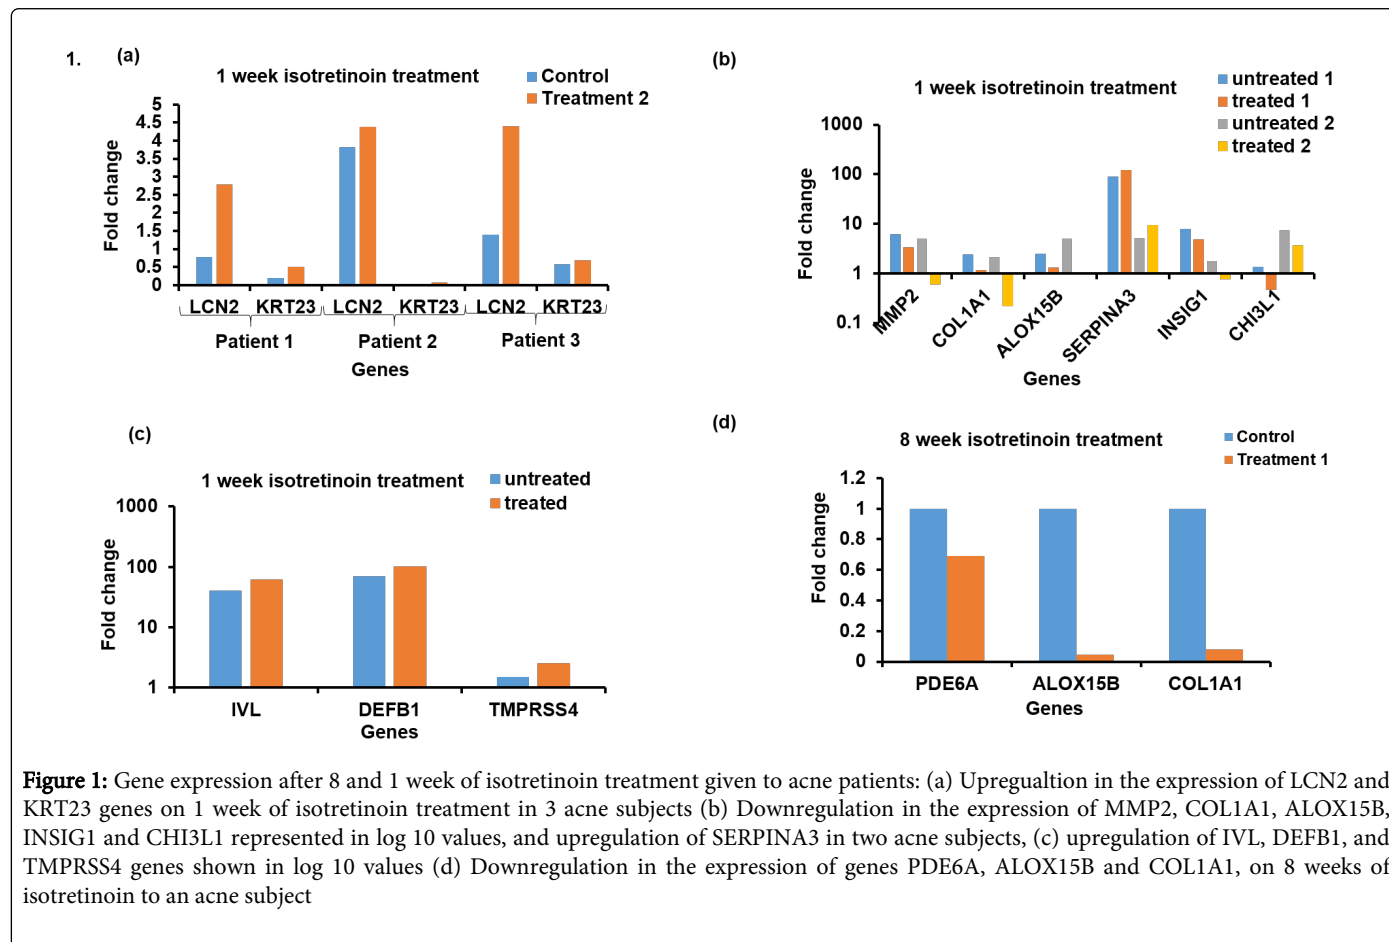 1.
(a)
1 week isotretinoin treatment
Control
Treatment 2
5
4.5
4
3.5
3
2.5
2
1.5
1
0.5
0
Fold change
LCN2 KRT23 LCN2 KRT23 LCN2 KRT23
Patient 1 Patient 2 Patient 3
Genes
(b)
1 week isotretinoin treatment
untreated 1
treated 1
untreated 2
treated 2
1000
100
10
1
0.1
Fold change
MMP2 COL1A1 ALOX15B SERPINA3 INSIG1 CHI3L1
Genes
(c)
1 week isotretinoin treatment
untreated
treated
1000
100
10
1
Fold change
IVL DEFB1 TMPRSS4
Genes
(d)
8 week isotretinoin treatment
Control
Treatment 1
1.2
1
0.8
0.6
0.4
0.2
0
Fold change
PDE6A ALOX15B COL1A1
Genes
Figure 1: Gene expression after 8 and 1 week of isotretinoin treatment given to acne patients: (a) Upregualtion in the expression of LCN2 and
KRT23 genes on 1 week of isotretinoin treatment in 3 acne subjects (b) Downregulation in the expression of MMP2, COL1A1, ALOX15B,
INSIG1 and CHI3L1 represented in log 10 values, and upregulation of SERPINA3 in two acne subjects, (c) upregulation of IVL, DEFB1, and
TMPRSS4 genes shown in log 10 values (d) Downregulation in the expression of genes PDE6A, ALOX15B and COL1A1, on 8 weeks of
isotretinoin to an acne subject